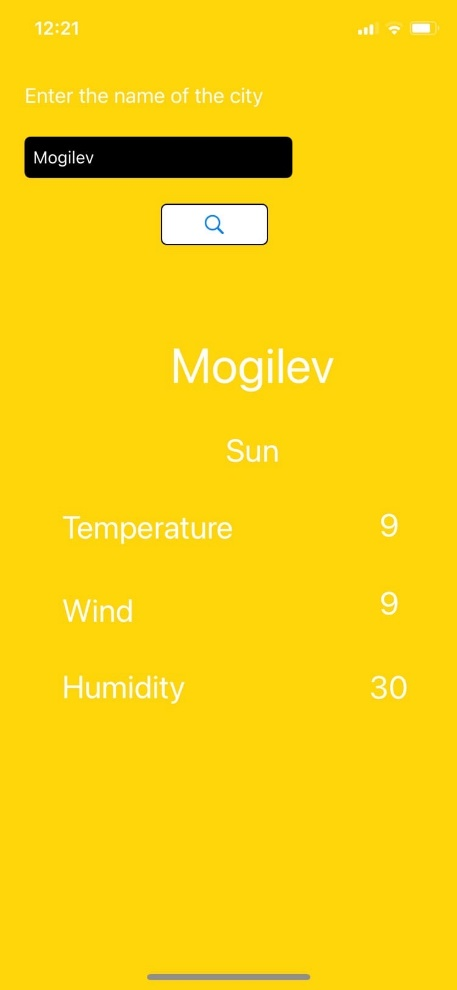 12:21
Enter the name of the city
Mogilev
Mogilev
Sun
Temperature 9
Wind 9
Humidity 30